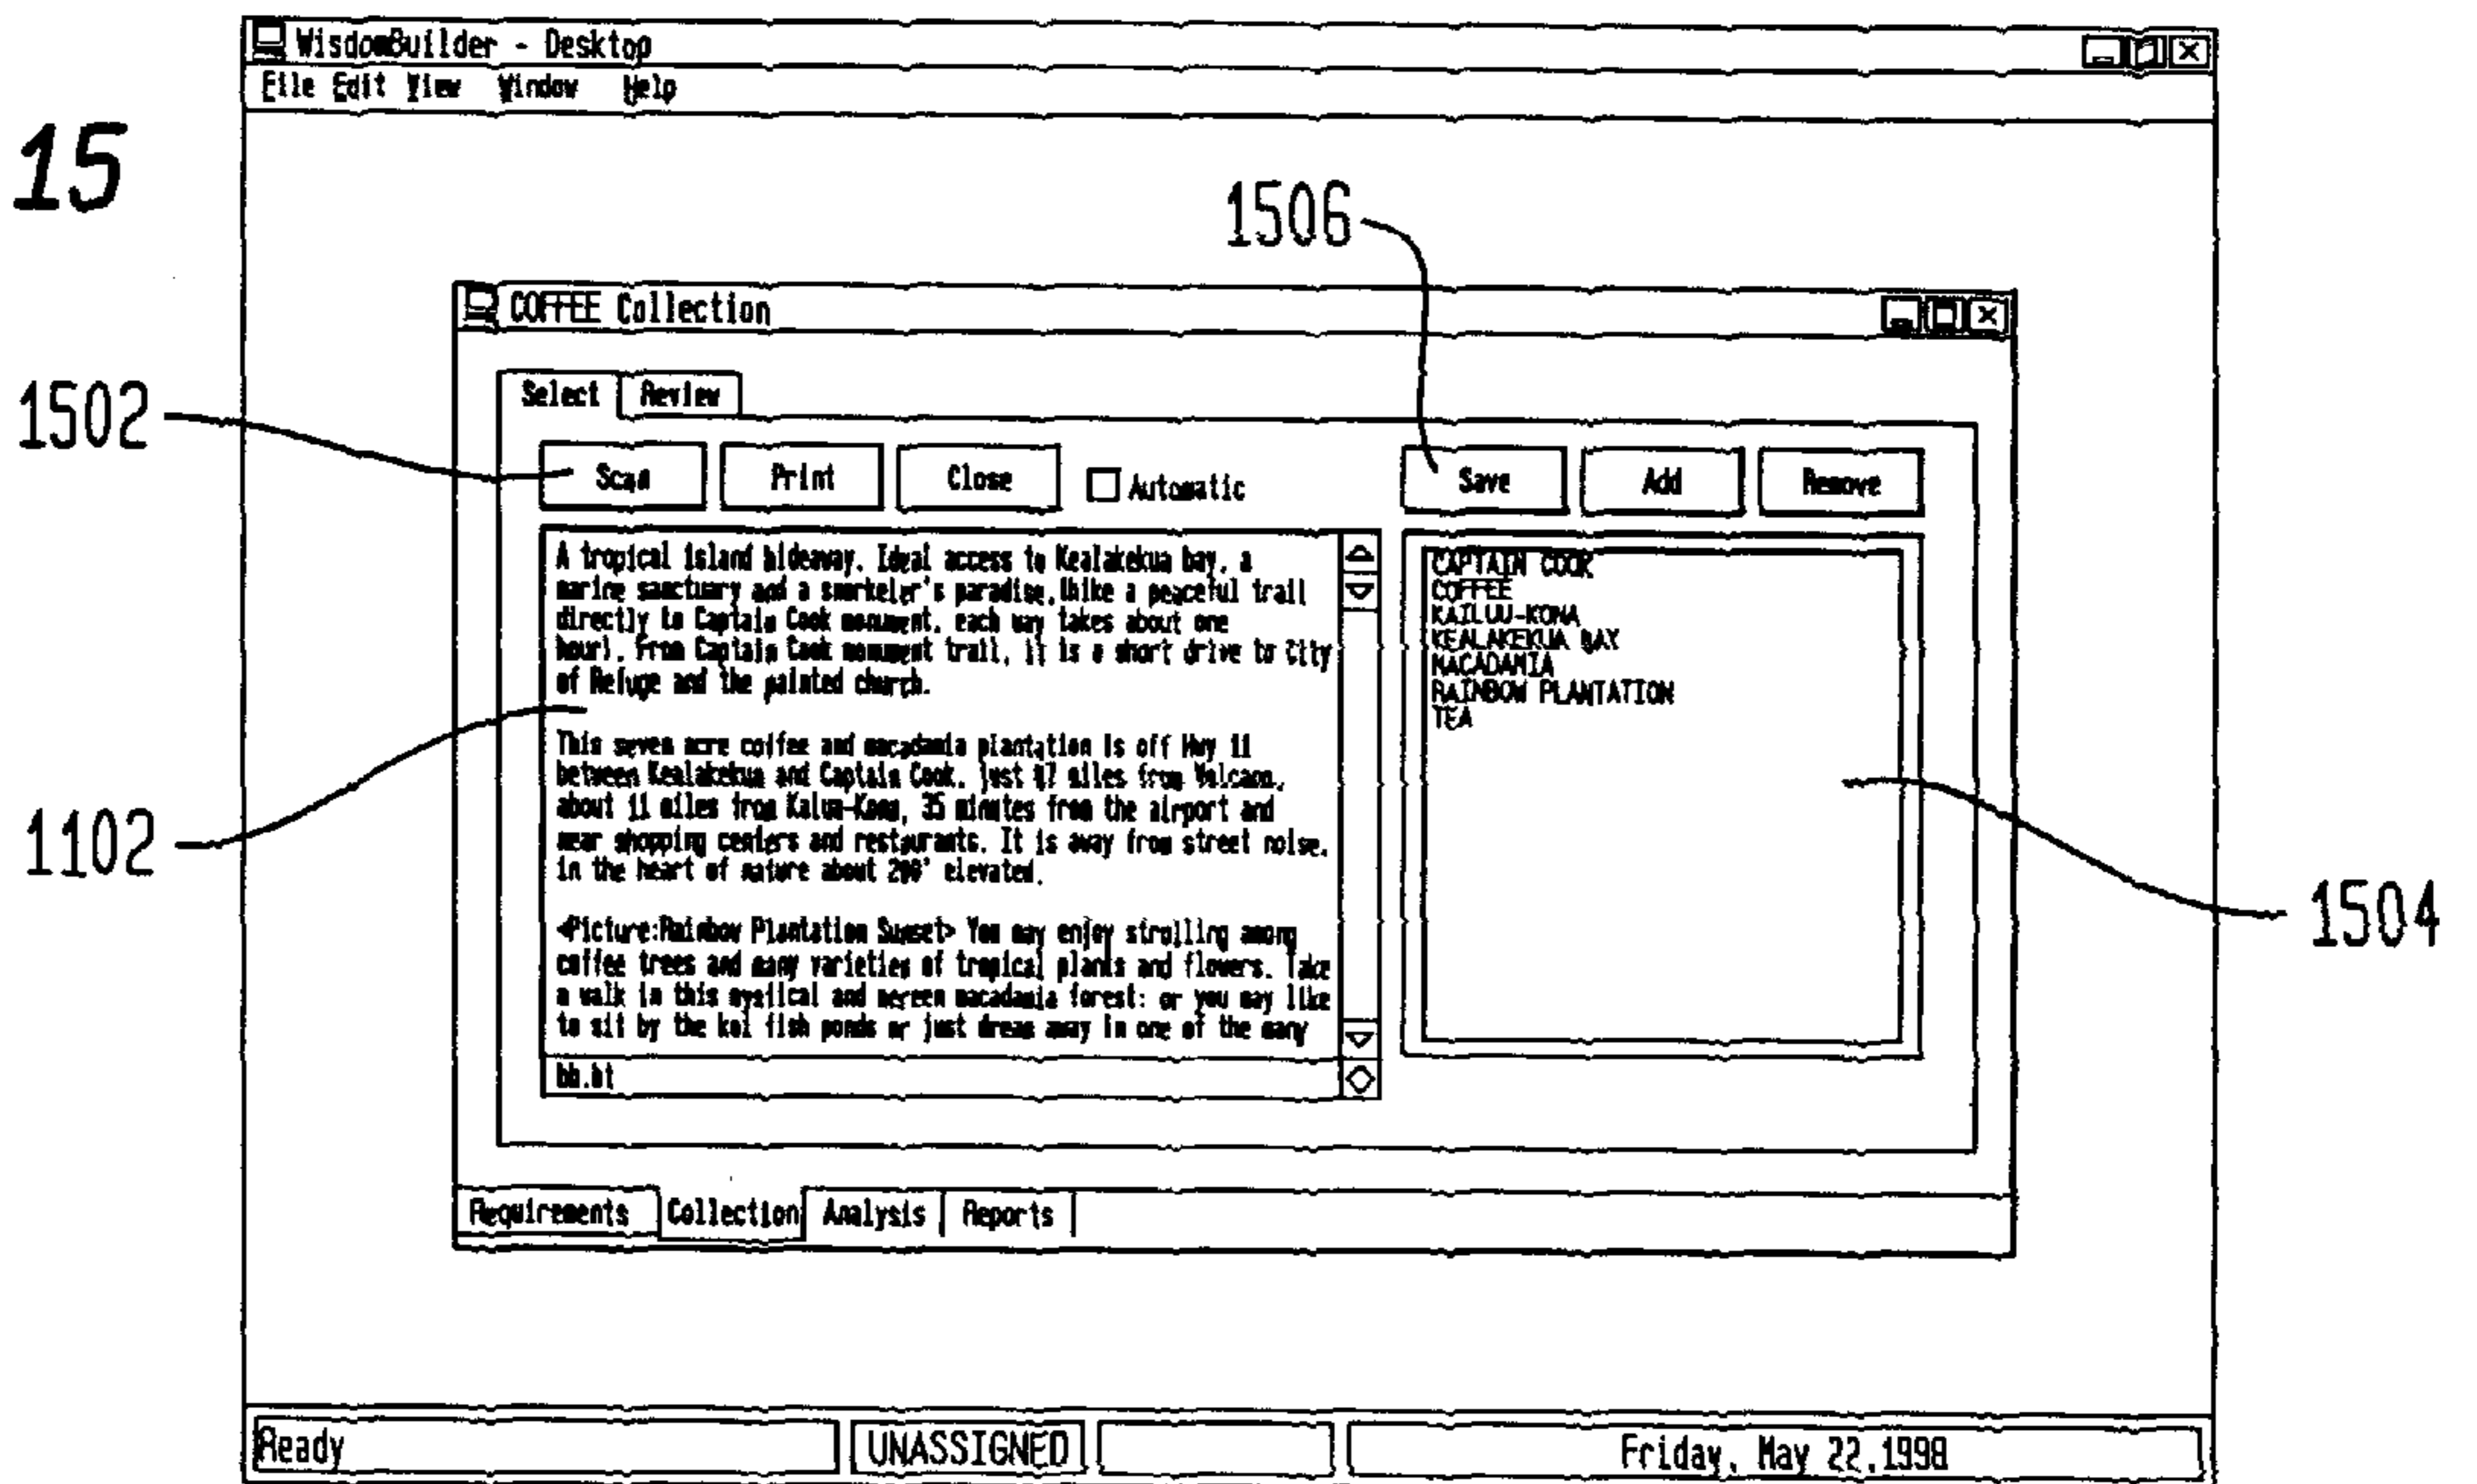 WisdomBuilder - Desktop
File Edit View Window Help
15
1506
COFFEE Collection
Select Review
1502
Scan Print Close Automatic Save Add Remove
A tropical island hideaway. Ideal access to Kealakekua bay, a
marine sanctuary and a snorkeler's paradise. (hike a peaceful trail
directly to Captain Cook monument, each way takes about one
hour). From Captain Cook monument trail, it is a short drive to City
of Refuge and the painted church.
This seven acre coffee and macadamia plantation is off Hwy 11
between Kealakekua and Captain Cook, just miles from Volcano,
about 11 miles from Kona, 35 minutes from the airport and
near shopping centers and restaurants. It is away from street noise,
in the heart of nature about elevated.
<Picture:Rainbow Plantation Sunset> You may enjoy strolling among
coffee trees and many varieties of tropical plants and flowers. Take
a walk in this mystical and macadamia forest: or you may like
to sit by the koi fish ponds or just dream away in one of the many
CAPTAIN COOK
COFFEE
KAILUU-KONA
KEALAKEKUA BAY
MACADAMIA
RAINBOW PLANTATION
TEA
1102
1504
Requirements Collection Analysis Reports
Ready UNASSIGNED Friday, May 22,1998